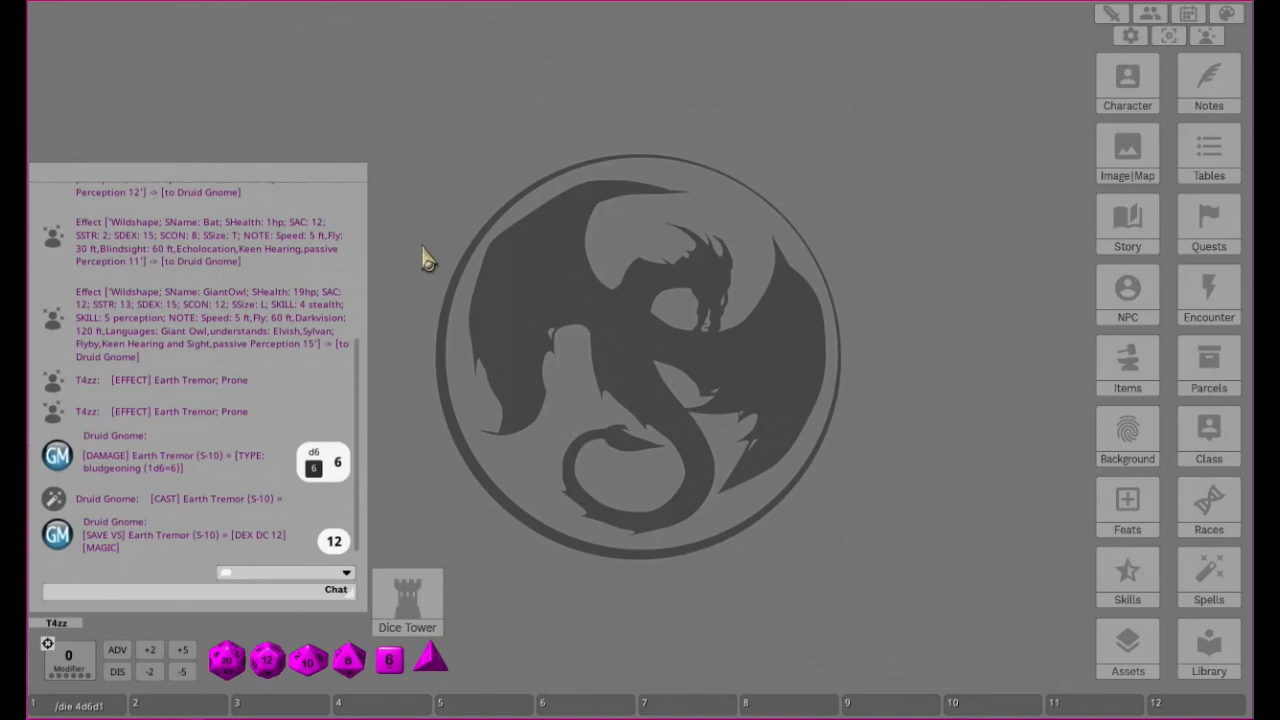 Perception 12'] -> [to Druid Gnome]
Effect ['Wildshape; SName: Bat; SHealth: 1hp; SAC: 12;
SSTR: 2; SDEX: 15; SCON: 8; SSize: T; NOTE: Speed: 5 ft,Fly:
30 ft,Blindsight: 60 ft,Echolocation,Keen Hearing,passive
Perception 11'] -> [to Druid Gnome]
Effect ['Wildshape; SName: GiantOwl; SHealth: 19hp; SAC:
12; SSTR: 13; SDEX: 15; SCON: 12; SSize: L; SKILL: 4 stealth;
SKILL: 5 perception; NOTE: Speed: 5 ft,Fly: 60 ft,Darkvision:
120 ft,Languages: Giant Owl,understands: Elvish,Sylvan;
Flyby,Keen Hearing and Sight,passive Perception 15'] -> [to
Druid Gnome]
T4zz: [EFFECT] Earth Tremor; Prone
T4zz: [EFFECT] Earth Tremor; Prone
Druid Gnome:
GM [DAMAGE] Earth Tremor (S-10) = [TYPE:
bludgeoning (1d6=6)]
d6
6 6
Druid Gnome: [CAST] Earth Tremor (S-10) =
Druid Gnome:
GM [SAVE VS] Earth Tremor (S-10) = [DEX DC 12]
[MAGIC]
12
Chat
T4zz
Dice Tower
0
Modifier
ADV +2 +5
DIS -2 -5
20 12 10 8 6
1 /die 4d6d1 2 3 4 5 6 7 8 9 10 11 12
Character Notes
Image|Map Tables
Story Quests
NPC Encounter
Items Parcels
Background Class
Feats Races
Skills Spells
Assets Library